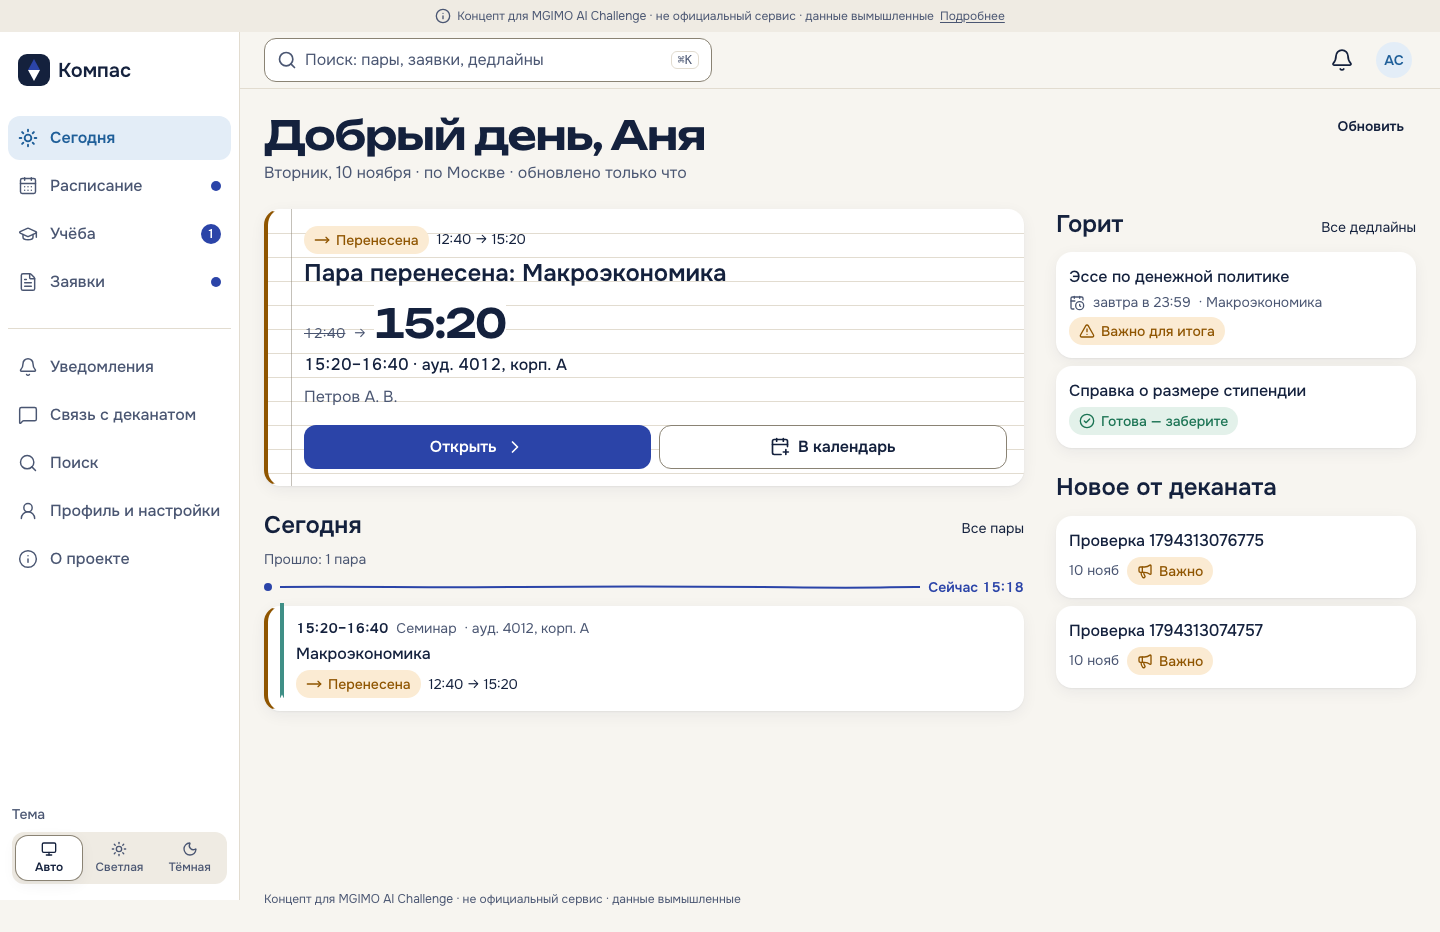 Концепт для MGIMO AI Challenge · не официальный сервис · данные вымышленные Подробнее
Компас
Поиск: пары, заявки, дедлайны
⌘K
АС
Сегодня
Расписание
Учёба
1
Заявки
Уведомления
Связь с деканатом
Поиск
Профиль и настройки
О проекте
Тема
Авто
Светлая
Тёмная
Добрый день, Аня
Обновить
Вторник, 10 ноября · по Москве · обновлено только что
→ Перенесена 12:40 → 15:20
Пара перенесена: Макроэкономика
12:40 → 15:20
15:20–16:40 · ауд. 4012, корп. А
Петров А. В.
Открыть
В календарь
Сегодня
Все пары
Прошло: 1 пара
Сейчас 15:18
15:20–16:40 Семинар · ауд. 4012, корп. А
Макроэкономика
→ Перенесена 12:40 → 15:20
Горит
Все дедлайны
Эссе по денежной политике
завтра в 23:59 · Макроэкономика
Важно для итога
Справка о размере стипендии
Готова — заберите
Новое от деканата
Проверка 1794313076775
10 нояб Важно
Проверка 1794313074757
10 нояб Важно
Концепт для MGIMO AI Challenge · не официальный сервис · данные вымышленные